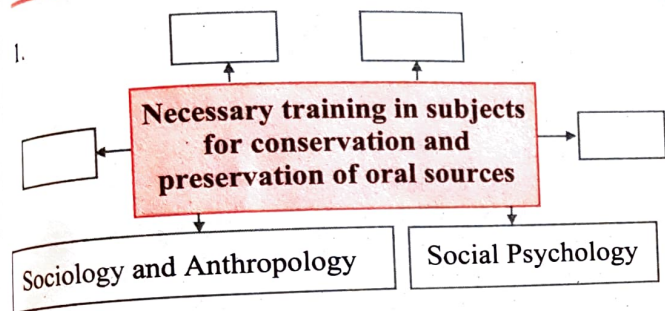 1.
Necessary training in subjects
for conservation and
preservation of oral sources
Sociology and Anthropology
Social Psychology